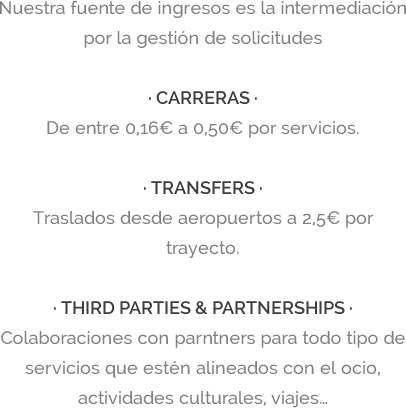 Nuestra fuente de ingresos es la intermediación
por la gestión de solicitudes
· CARRERAS ·
De entre 0,16€ a 0,50€ por servicios.
· TRANSFERS ·
Traslados desde aeropuertos a 2,5€ por
trayecto.
· THIRD PARTIES & PARTNERSHIPS ·
Colaboraciones con parntners para todo tipo de
servicios que estén alineados con el ocio,
actividades culturales, viajes...